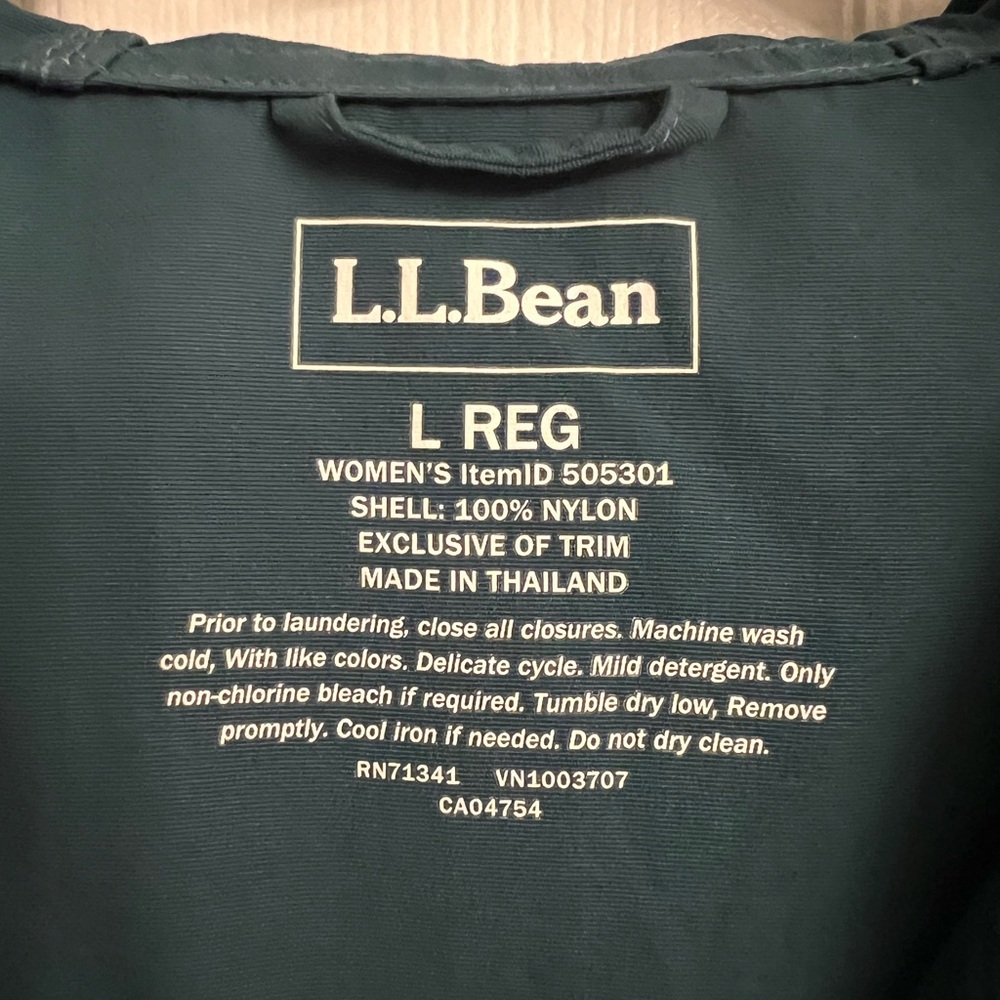 L.L.Bean
L REG
WOMEN'S ItemID 505301
SHELL: 100% NYLON
EXCLUSIVE OF TRIM
MADE IN THAILAND
Prior to laundering, close all closures. Machine wash
cold, With like colors. Delicate cycle. Mild detergent. Only
non-chlorine bleach if required. Tumble dry low, Remove
promptly. Cool iron if needed. Do not dry clean.
RN71341 VN1003707
CA04754